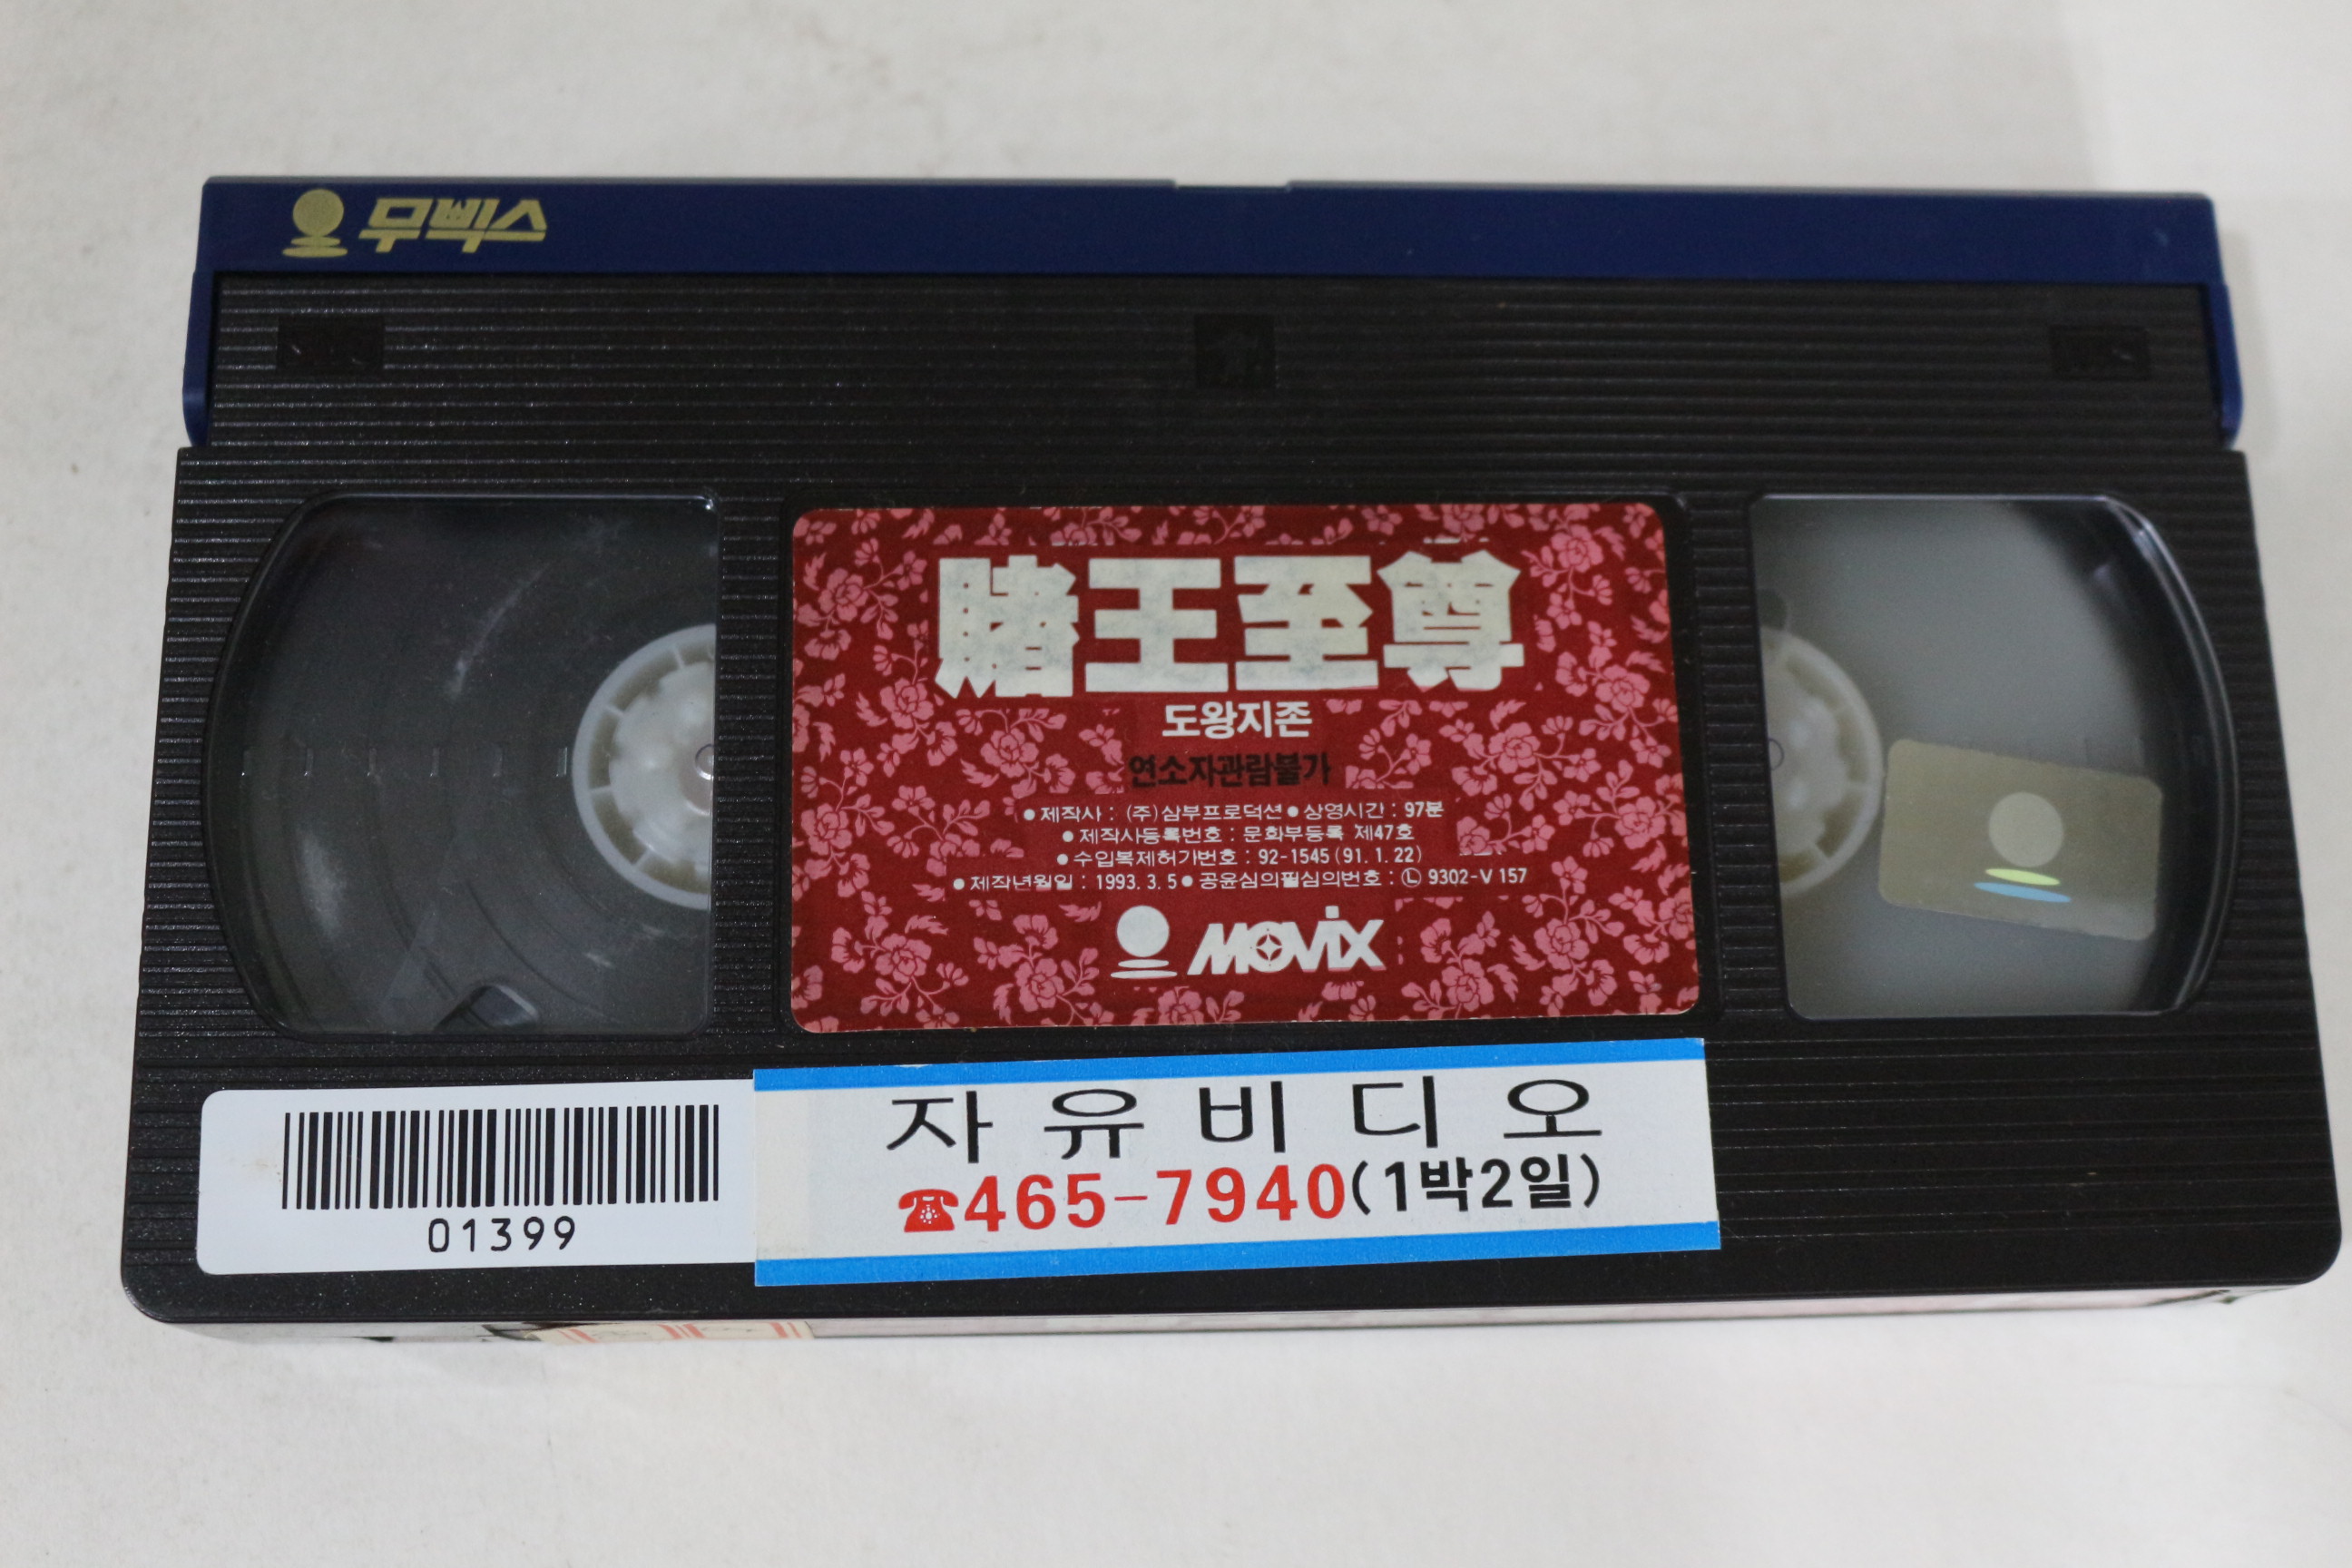 무삑스
賭王至尊
도왕지존
연소자관람불가
● 제작사 : (주)삼부프로덕션 ● 상영시간 : 97분
● 제작사등록번호 : 문화부등록 제47호
● 수입복제허가번호 : 92-1545 (91. 1. 22)
● 제작년월일 : 1993. 3. 5 ● 공윤심의필심의번호 : Ⓛ 9302-V 157
MOVIX
자유비디오
☎465-7940(1박2일)
01399